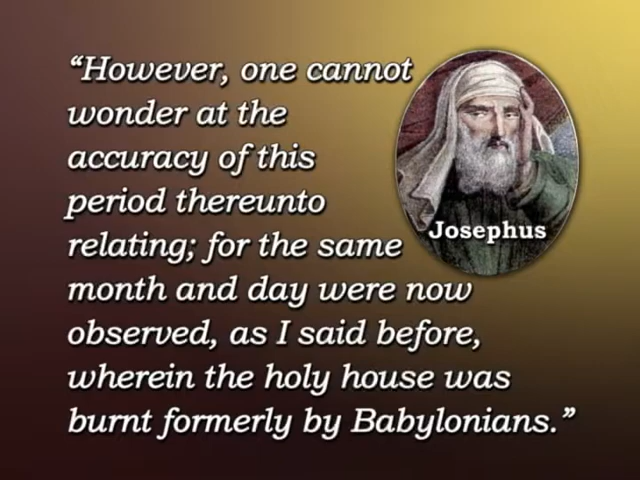 “However, one cannot
wonder at the
accuracy of this
period thereunto
relating; for the same
month and day were now
observed, as I said before,
wherein the holy house was
burnt formerly by Babylonians.”
Josephus